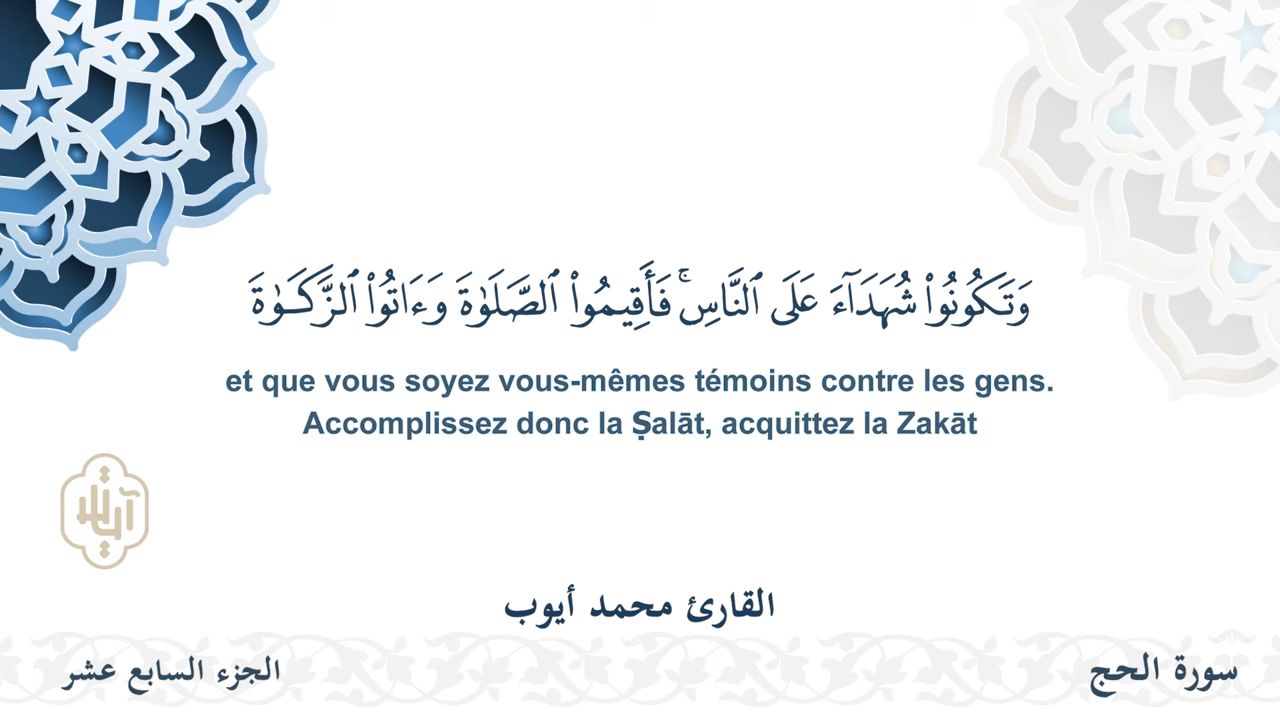 وَتَكُونُوا۟ شُهَدَآءَ عَلَى ٱلنَّاسِ ۚ فَأَقِيمُوا۟ ٱلصَّلَوٰةَ وَءَاتُوا۟ ٱلزَّكَوٰةَ
et que vous soyez vous-mêmes témoins contre les gens.
Accomplissez donc la Ṣalāt, acquittez la Zakāt
القارئ محمد أيوب
سورة الحج
الجزء السابع عشر